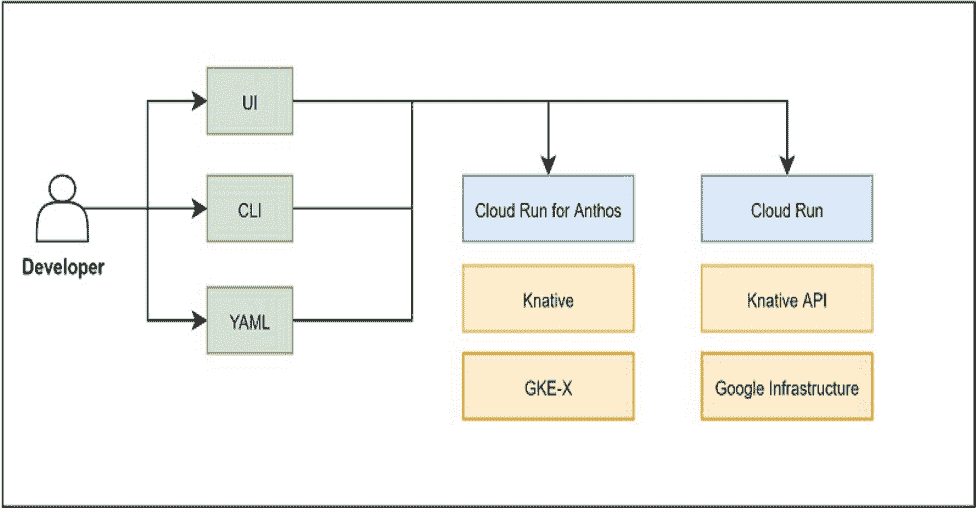 UI
CLI
YAML
Developer
Cloud Run for Anthos
Cloud Run
Knative
Knative API
GKE-X
Google Infrastructure